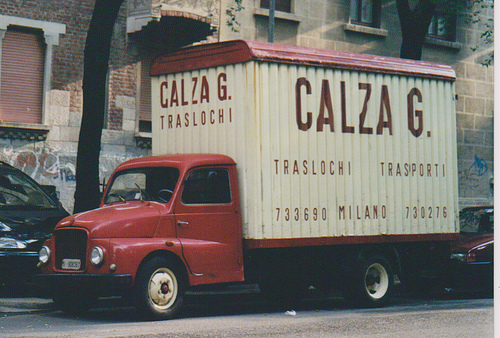 CALZA G.
TRASLOCHI
CALZA G.
TRASLOCHI TRASPORTI
733690 MILANO 730276